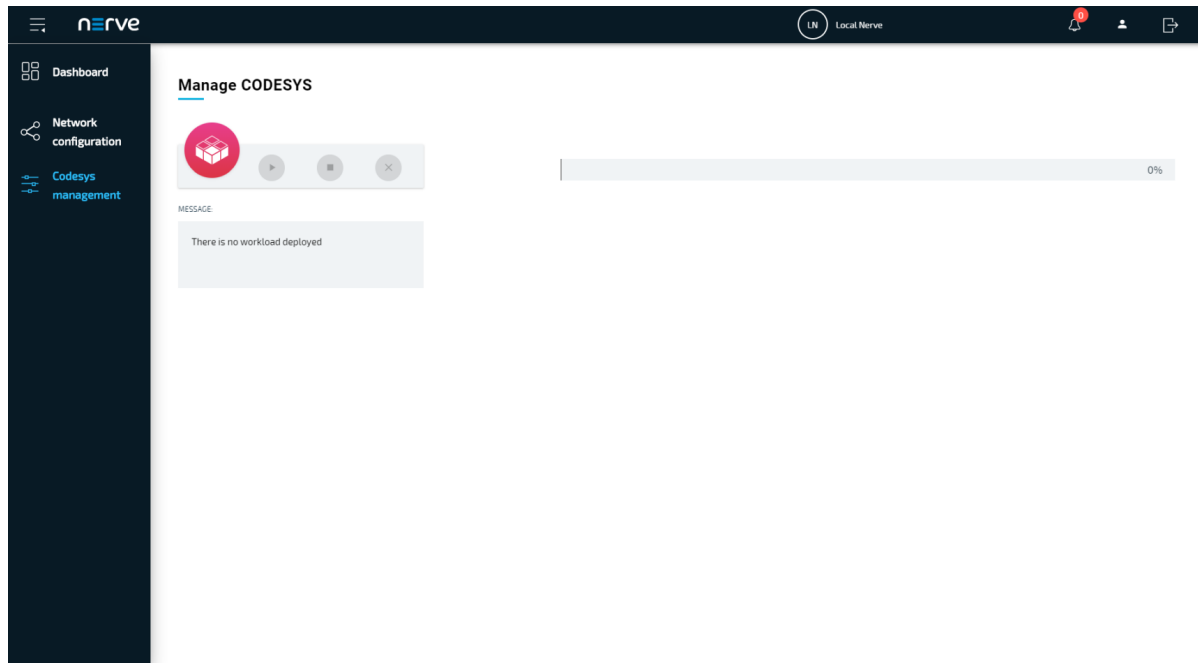 nerve
LN Local Nerve
0
Dashboard
Network
configuration
Codesys
management
Manage CODESYS
0%
MESSAGE:
There is no workload deployed